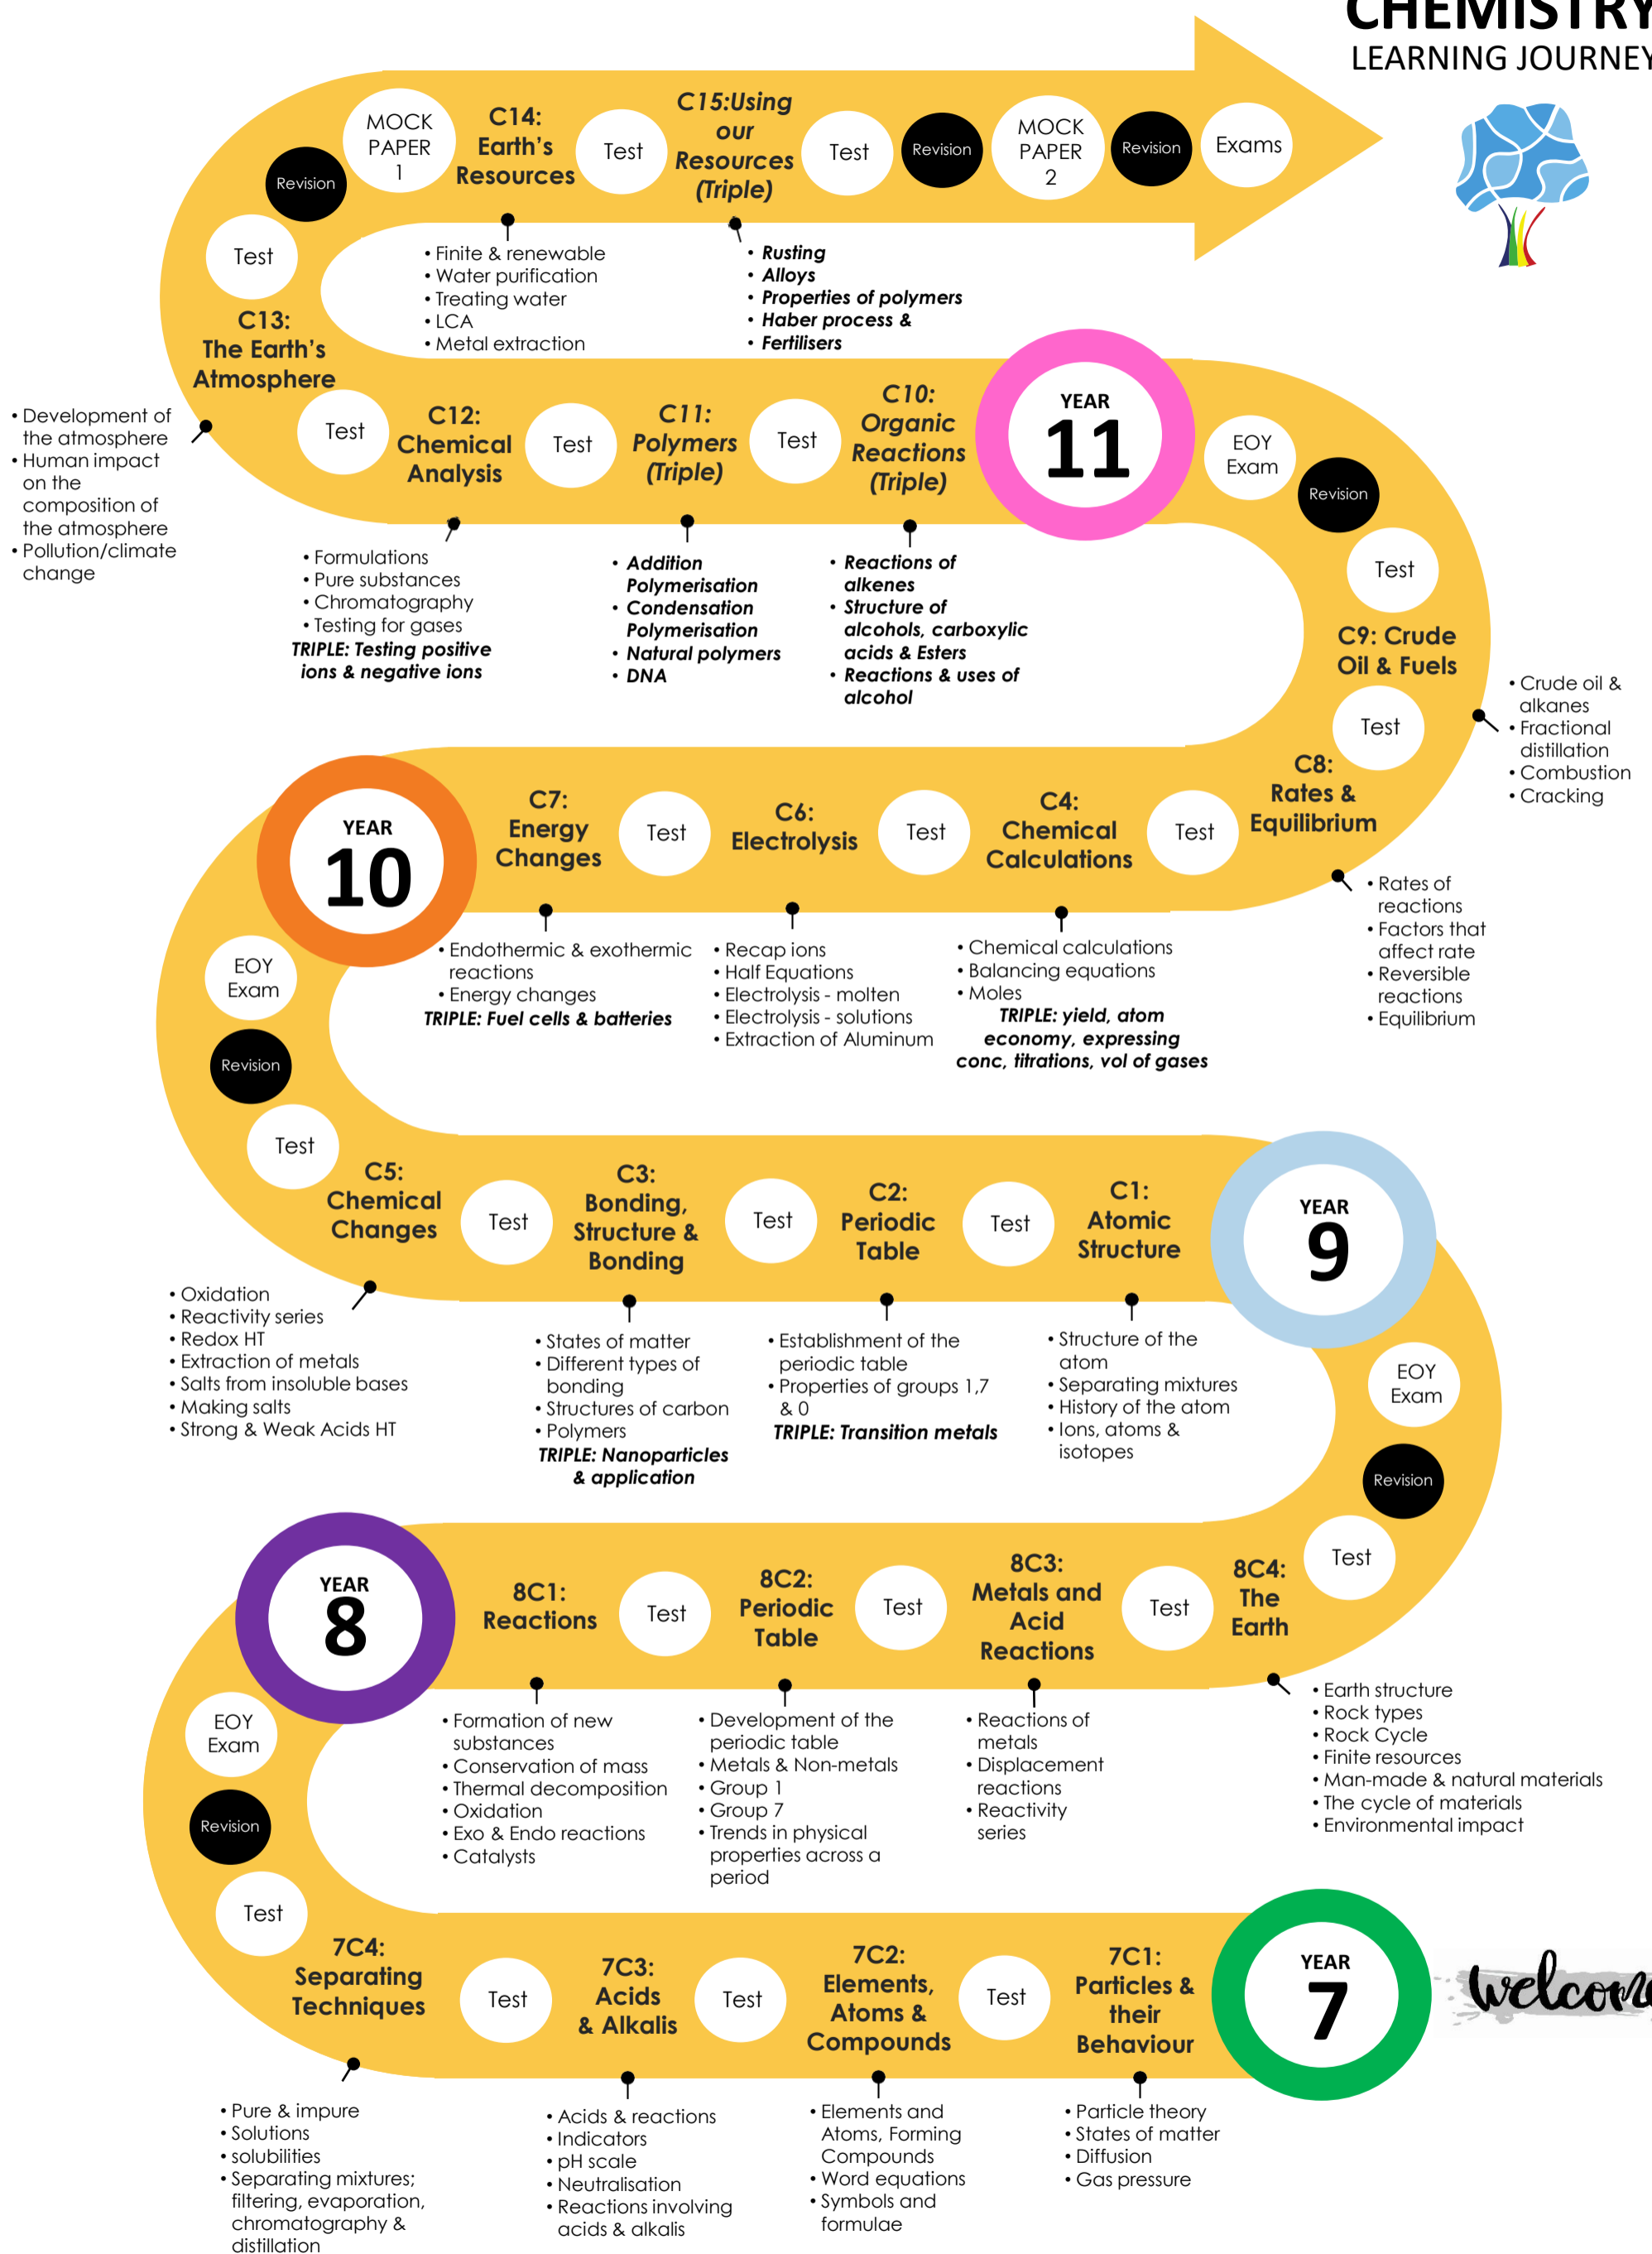 CHEMISTRY
LEARNING JOURNEY
MOCK
PAPER
1
C14:
Earth's
Resources
Test
C15:Using
our
Resources
(Triple)
Test
Revision
MOCK
PAPER
2
Revision
Exams
Revision
Test
• Finite & renewable
• Water purification
• Treating water
• LCA
• Metal extraction
• Rusting
• Alloys
• Properties of polymers
• Haber process &
• Fertilisers
C13:
The Earth's
Atmosphere
• Development of
the atmosphere
• Human impact
on the
composition of
the atmosphere
• Pollution/climate
change
Test
C12:
Chemical
Analysis
Test
C11:
Polymers
(Triple)
Test
C10:
Organic
Reactions
(Triple)
YEAR
11
EOY
Exam
Revision
Test
• Formulations
• Pure substances
• Chromatography
• Testing for gases
TRIPLE: Testing positive
ions & negative ions
• Addition
Polymerisation
• Condensation
Polymerisation
• Natural polymers
• DNA
• Reactions of
alkenes
• Structure of
alcohols, carboxylic
acids & Esters
• Reactions & uses of
alcohol
C9: Crude
Oil & Fuels
• Crude oil &
alkanes
• Fractional
distillation
• Combustion
• Cracking
Test
YEAR
10
C7:
Energy
Changes
Test
C6:
Electrolysis
Test
C4:
Chemical
Calculations
Test
C8:
Rates &
Equilibrium
• Rates of
reactions
• Factors that
affect rate
• Reversible
reactions
• Equilibrium
• Endothermic & exothermic
reactions
• Energy changes
TRIPLE: Fuel cells & batteries
• Recap ions
• Half Equations
• Electrolysis - molten
• Electrolysis - solutions
• Extraction of Aluminum
• Chemical calculations
• Balancing equations
• Moles
TRIPLE: yield, atom
economy, expressing
conc, titrations, vol of gases
EOY
Exam
Revision
Test
C5:
Chemical
Changes
Test
C3:
Bonding,
Structure &
Bonding
Test
C2:
Periodic
Table
Test
C1:
Atomic
Structure
YEAR
9
• Oxidation
• Reactivity series
• Redox HT
• Extraction of metals
• Salts from insoluble bases
• Making salts
• Strong & Weak Acids HT
• States of matter
• Different types of
bonding
• Structures of carbon
• Polymers
TRIPLE: Nanoparticles
& application
• Establishment of the
periodic table
• Properties of groups 1,7
& 0
TRIPLE: Transition metals
• Structure of the
atom
• Separating mixtures
• History of the atom
• Ions, atoms &
isotopes
EOY
Exam
Revision
Test
YEAR
8
8C1:
Reactions
Test
8C2:
Periodic
Table
Test
8C3:
Metals and
Acid
Reactions
Test
8C4:
The
Earth
• Formation of new
substances
• Conservation of mass
• Thermal decomposition
• Oxidation
• Exo & Endo reactions
• Catalysts
• Development of the
periodic table
• Metals & Non-metals
• Group 1
• Group 7
• Trends in physical
properties across a
period
• Reactions of
metals
• Displacement
reactions
• Reactivity
series
• Earth structure
• Rock types
• Rock Cycle
• Finite resources
• Man-made & natural materials
• The cycle of materials
• Environmental impact
EOY
Exam
Revision
Test
7C4:
Separating
Techniques
Test
7C3:
Acids
& Alkalis
Test
7C2:
Elements,
Atoms &
Compounds
Test
7C1:
Particles &
their
Behaviour
YEAR
7
welcome
• Pure & impure
• Solutions
• solubilities
• Separating mixtures;
filtering, evaporation,
chromatography &
distillation
• Acids & reactions
• Indicators
• pH scale
• Neutralisation
• Reactions involving
acids & alkalis
• Elements and
Atoms, Forming
Compounds
• Word equations
• Symbols and
formulae
• Particle theory
• States of matter
• Diffusion
• Gas pressure